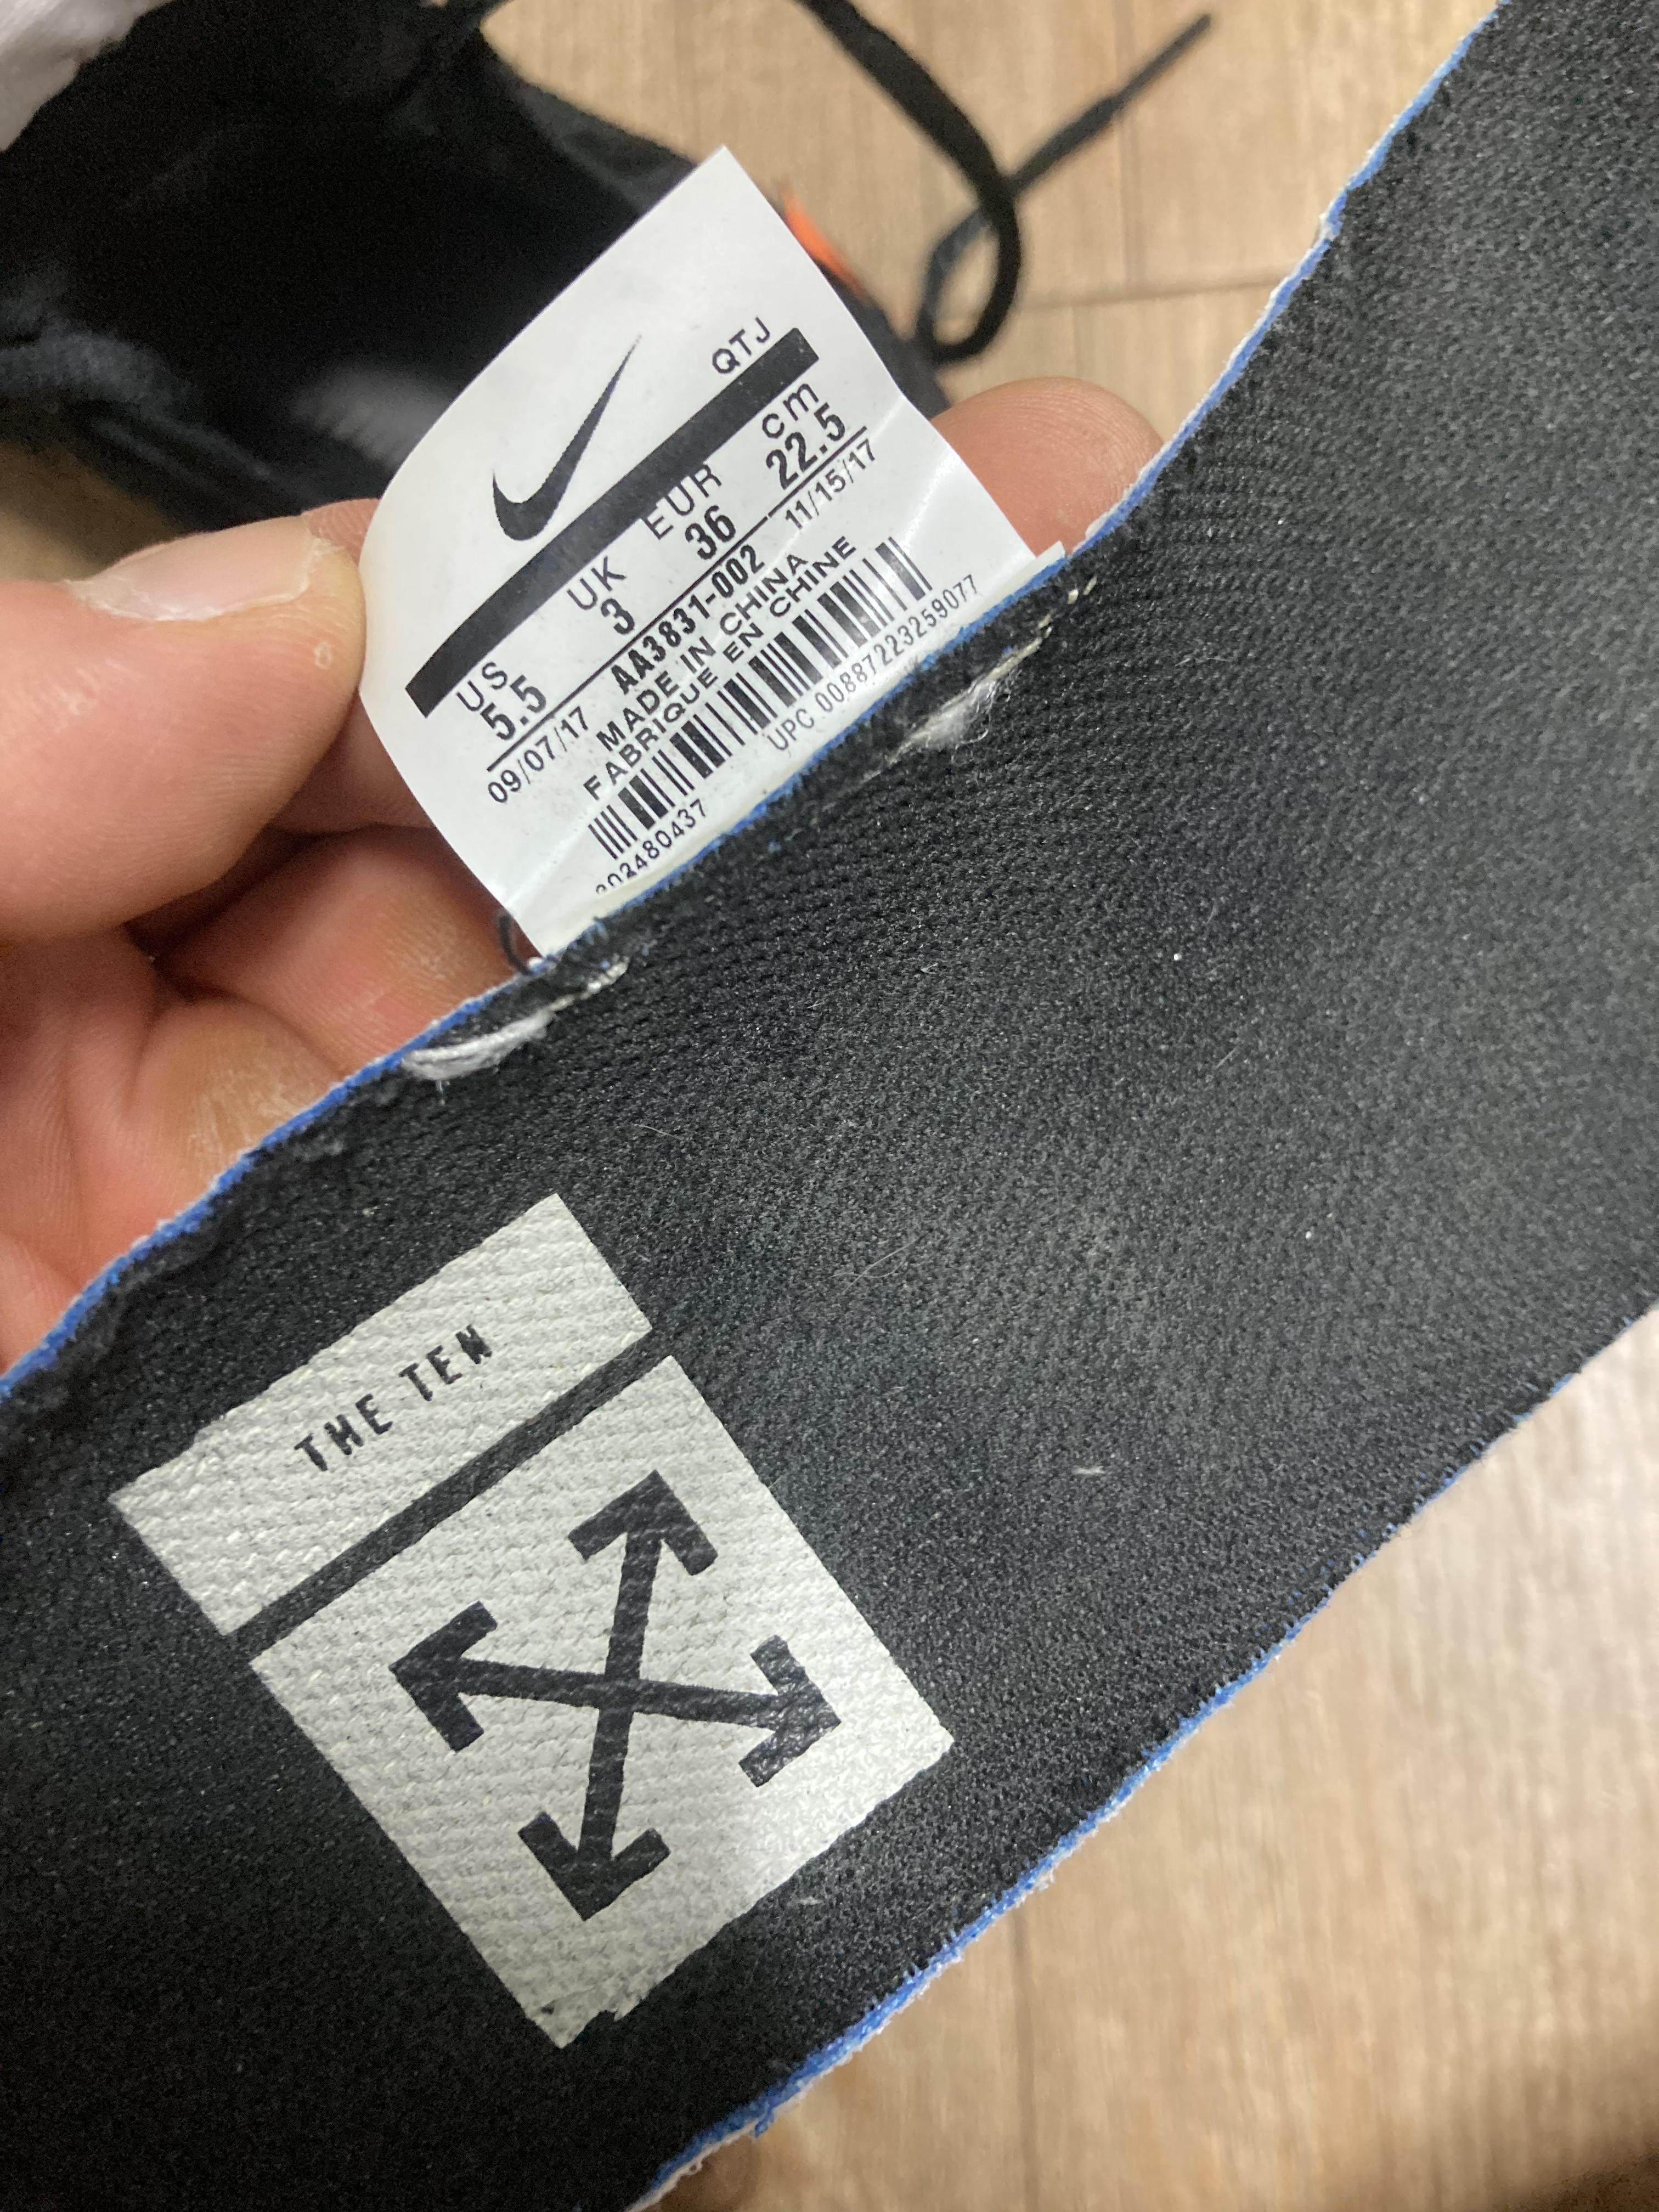 QTJ
US UK EUR cm
5.5 3 36 22.5
09/07/17 AA3831-002 11/15/17
MADE IN CHINA
FABRIQUE EN CHINE
UPC 00887223259077
THE TEN